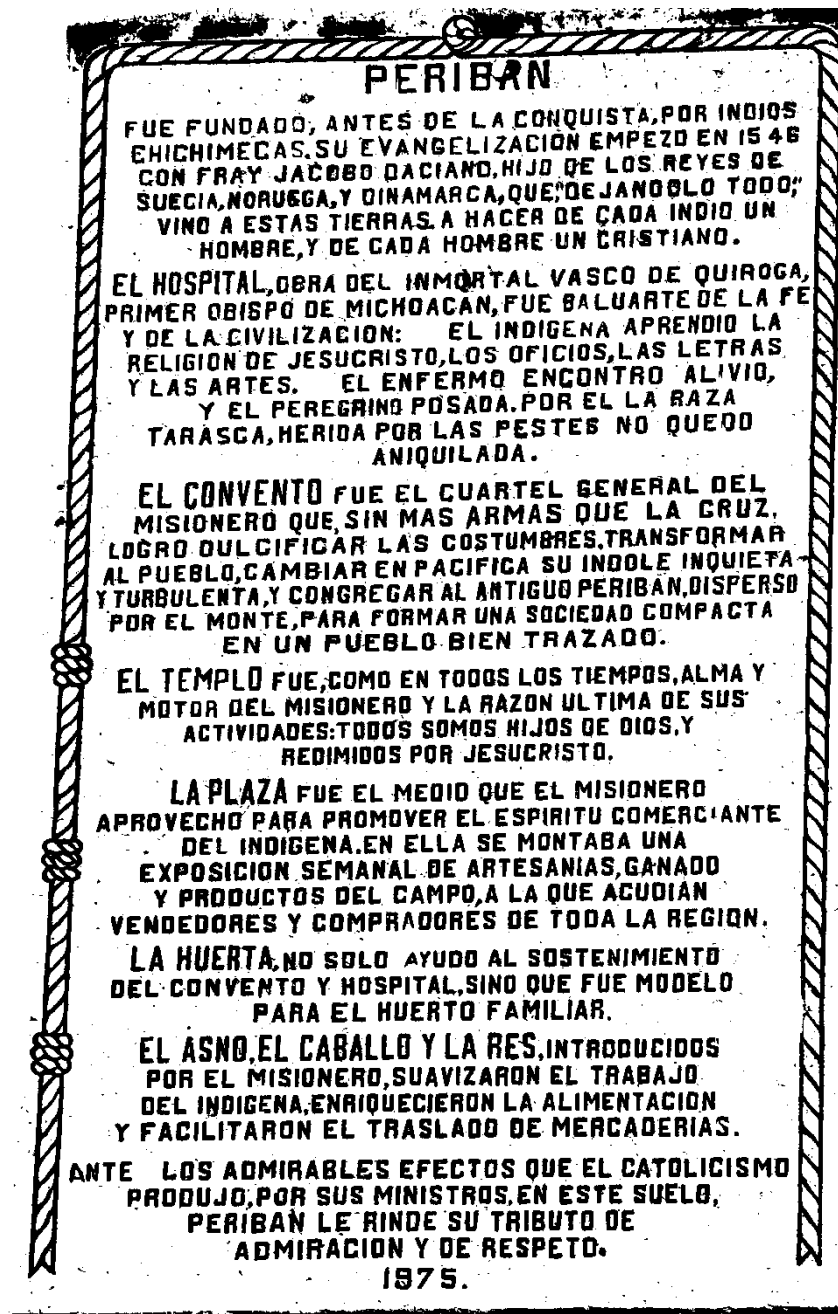 PERIBAN
FUE FUNDADO, ANTES DE LA CONQUISTA, POR INDIOS
EHICHIMECAS. SU EVANGELIZACIÓN EMPEZO EN 1546
CON FRAY JACOBO DACIANO, HIJO DE LOS REYES DE
SUECIA, NORUEGA, Y DINAMARCA, QUE, "DEJANDOLO TODO,"
VINO A ESTAS TIERRAS. A HACER DE CADA INDIO UN
HOMBRE, Y DE CADA HOMBRE UN CRISTIANO.
EL HOSPITAL, OBRA DEL INMORTAL VASCO DE QUIROGA,
PRIMER OBISPO DE MICHOACAN, FUE BALUARTE DE LA FE
Y DE LA CIVILIZACION: EL INDIGENA APRENDIO LA
RELIGION DE JESUCRISTO, LOS OFICIOS, LAS LETRAS
Y LAS ARTES. EL ENFERMO ENCONTRO ALIVIO,
Y EL PEREGRINO POSADA. POR EL LA RAZA
TARASCA, HERIDA POR LAS PESTES NO QUEDO
ANIQUILADA.
EL CONVENTO FUE EL CUARTEL GENERAL DEL
MISIONERO QUE, SIN MAS ARMAS QUE LA CRUZ,
LOGRO DULCIFICAR LAS COSTUMBRES, TRANSFORMAR
AL PUEBLO, CAMBIAR EN PACIFICA SU INDOLE INQUIETA
Y TURBULENTA, Y CONGREGAR AL ANTIGUO PERIBAN, DISPERSO
POR EL MONTE, PARA FORMAR UNA SOCIEDAD COMPACTA
EN UN PUEBLO BIEN TRAZADO.
EL TEMPLO FUE, COMO EN TODOS LOS TIEMPOS, ALMA Y
MOTOR DEL MISIONERO Y LA RAZON ULTIMA DE SUS
ACTIVIDADES: TODOS SOMOS HIJOS DE DIOS, Y
REDIMIDOS POR JESUCRISTO.
LA PLAZA FUE EL MEDIO QUE EL MISIONERO
APROVECHO PARA PROMOVER EL ESPIRITU COMERCIANTE
DEL INDIGENA. EN ELLA SE MONTABA UNA
EXPOSICION SEMANAL DE ARTESANIAS, GANADO
Y PRODUCTOS DEL CAMPO, A LA QUE ACUDIAN
VENDEDORES Y COMPRADORES DE TODA LA REGION.
LA HUERTA, NO SOLO AYUDO AL SOSTENIMIENTO
DEL CONVENTO Y HOSPITAL, SINO QUE FUE MODELO
PARA EL HUERTO FAMILIAR.
EL ASNO, EL CABALLO Y LA RES, INTRODUCIDOS
POR EL MISIONERO, SUAVIZARON EL TRABAJO
DEL INDIGENA, ENRIQUECIERON LA ALIMENTACION
Y FACILITARON EL TRASLADO DE MERCADERIAS.
ANTE LOS ADMIRABLES EFECTOS QUE EL CATOLICISMO
PRODUJO, POR SUS MINISTROS, EN ESTE SUELO,
PERIBAN LE RINDE SU TRIBUTO DE
ADMIRACION Y DE RESPETO.
1975.